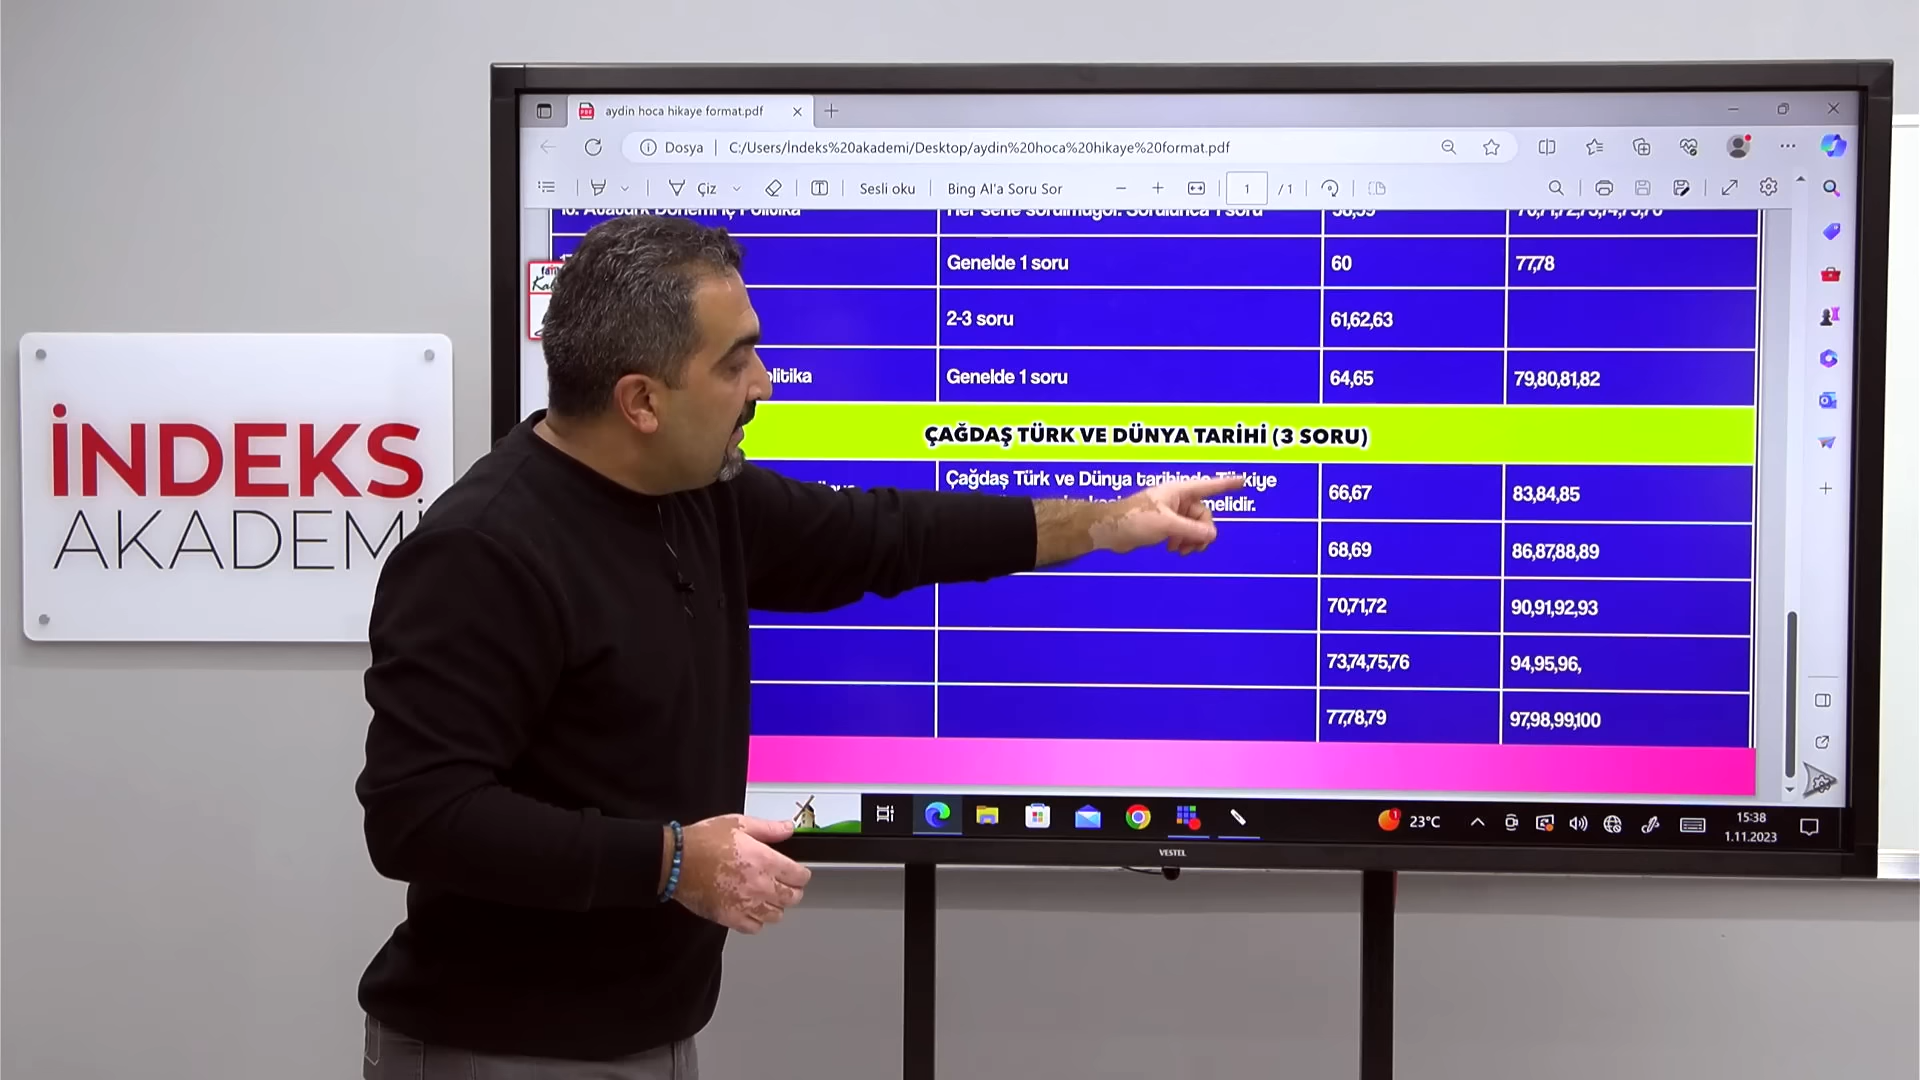 aydin hoca hikaye format.pdf
Dosya C:/Users/İndeks%20akademi/Desktop/aydin%20hoca%20hikaye%20format.pdf
Çiz Sesli oku Bing AI'a Soru Sor 1 / 1
Genelde 1 soru 60 77,78
2-3 soru 61,62,63
Genelde 1 soru 64,65 79,80,81,82
ÇAĞDAŞ TÜRK VE DÜNYA TARİHİ (3 SORU)
Çağdaş Türk ve Dünya tarihinde Türkiye 66,67 83,84,85
68,69 86,87,88,89
70,71,72 90,91,92,93
73,74,75,76 94,95,96,
77,78,79 97,98,99,100
23°C
15:38
1.11.2023
VESTEL
İNDEKS
AKADEMİ